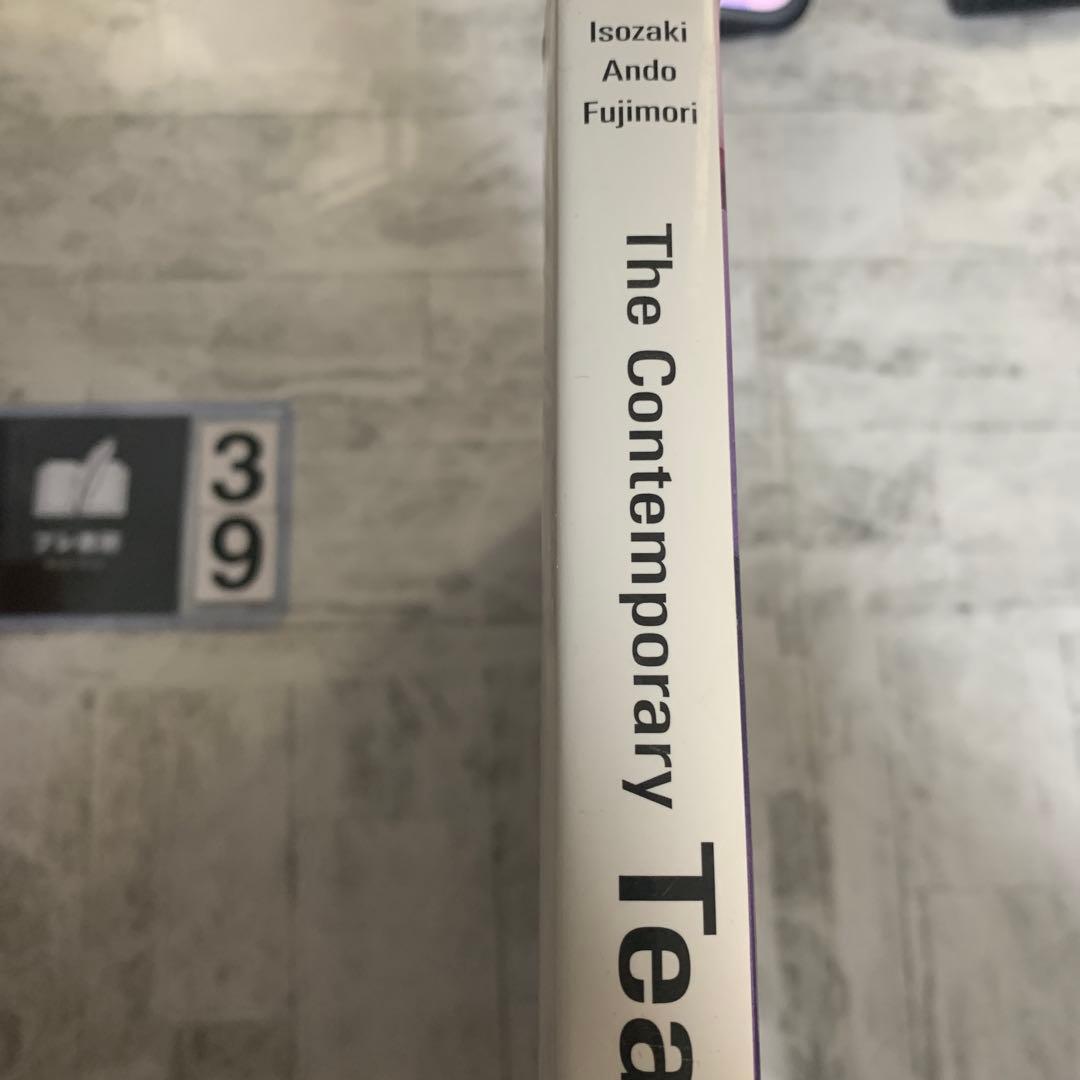 Isozaki
Ando
Fujimori
The Contemporary Tea
3
9